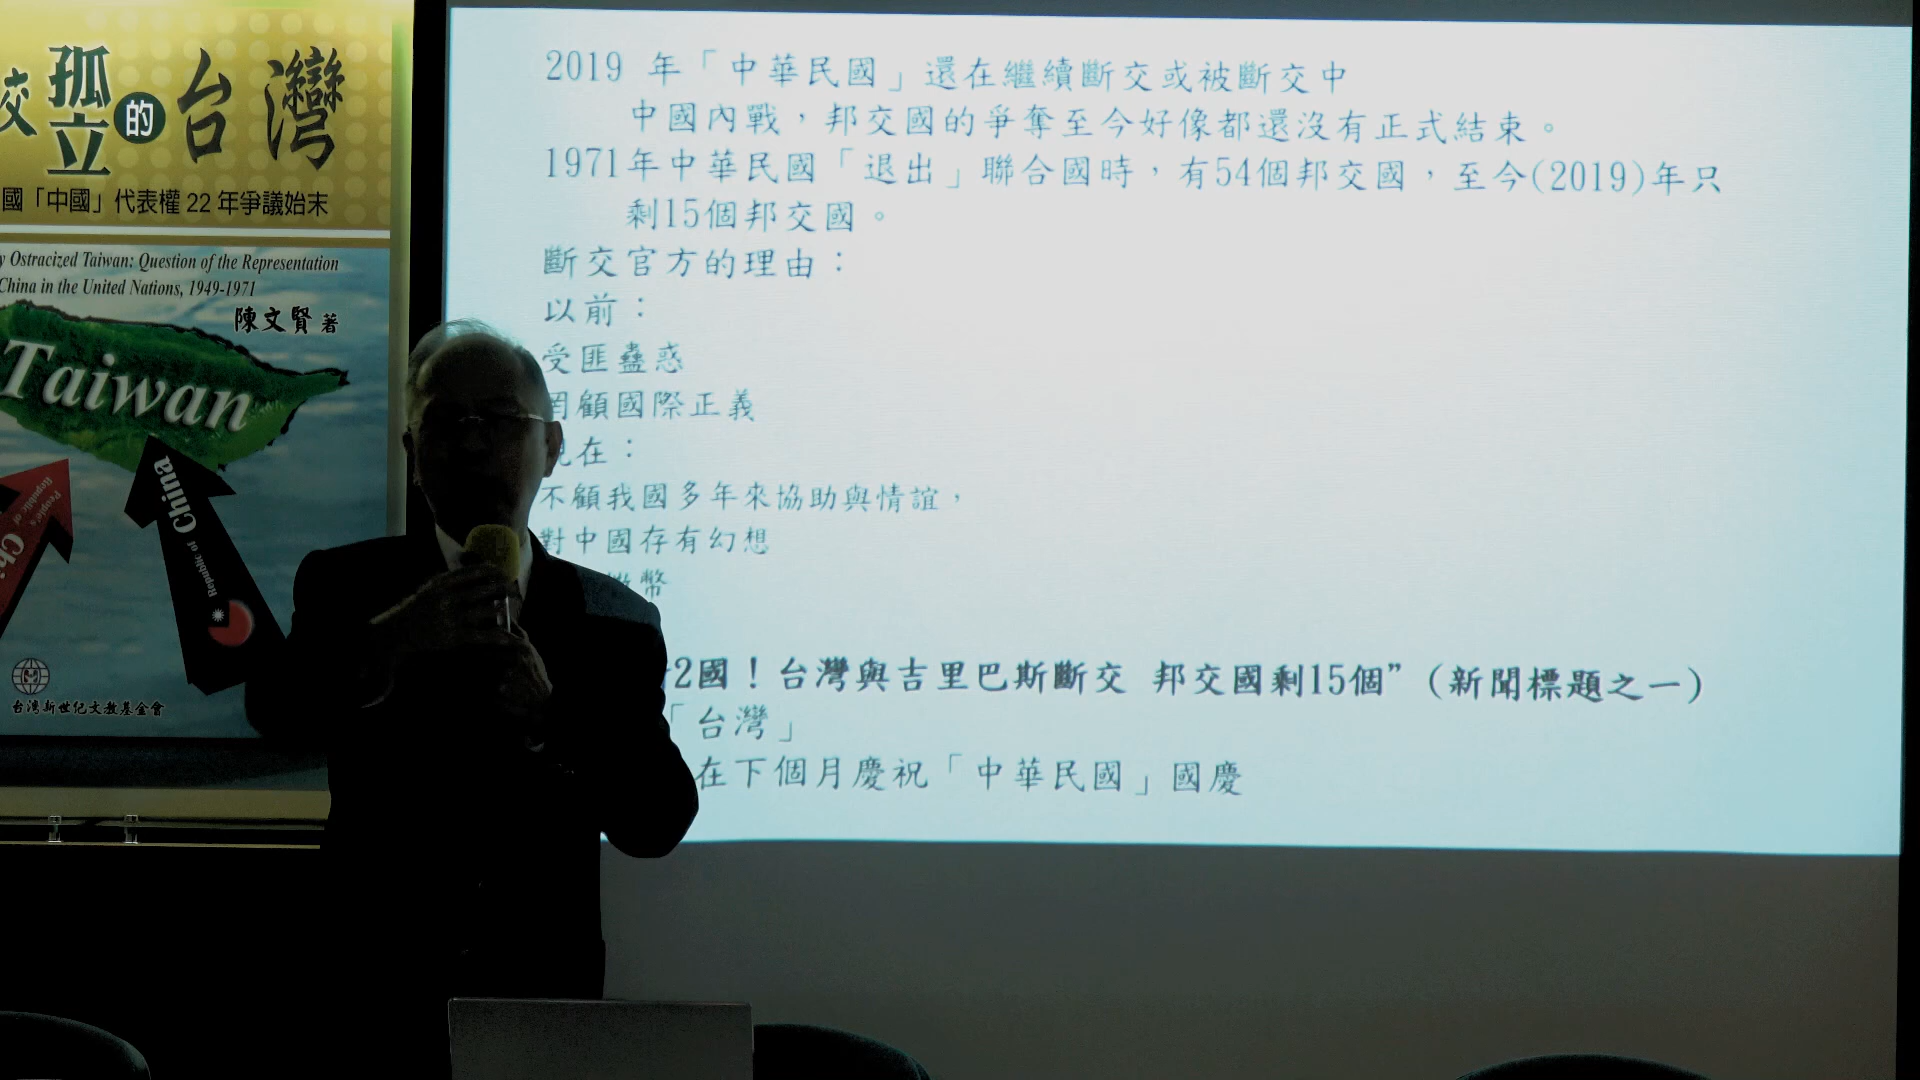 孤立的台灣
國「中國」代表權 22 年爭議始末
Ostracized Taiwan: Question of the Representation
China in the United Nations, 1949-1971
陳文賢 著
Taiwan
People's Republic of
Republic of China
台灣新世紀文教基金會
2019 年「中華民國」還在繼續斷交或被斷交中
中國內戰，邦交國的爭奪至今好像都還沒有正式結束。
1971年中華民國「退出」聯合國時，有54個邦交國，至今(2019)年只
剩15個邦交國。
斷交官方的理由：
以前：
受匪蠱惑
罔顧國際正義
現在：
不顧我國多年來協助與情誼，
對中國存有幻想
幣
2國！台灣與吉里巴斯斷交 邦交國剩15個”(新聞標題之一)
「台灣」
在下個月慶祝「中華民國」國慶